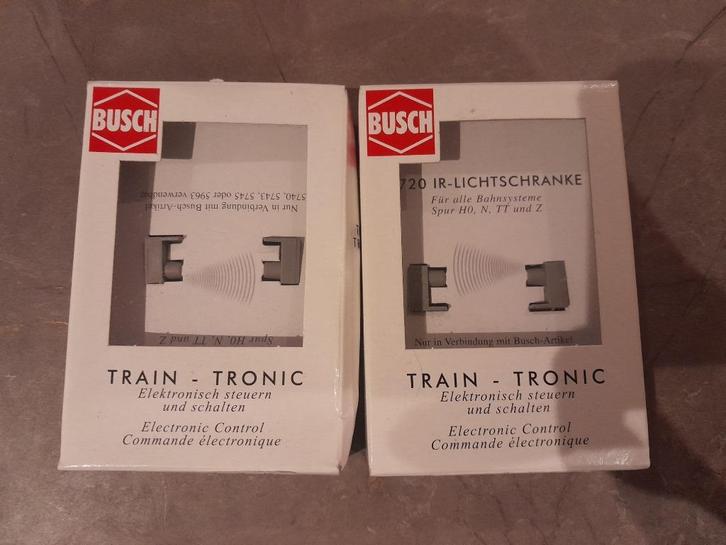 BUSCH
5740, 5743, 5745 oder 5963 verwendbar
Nur in Verbindung mit Busch-Artikel
Spur H0, N, TT und Z
TRAIN - TRONIC
Elektronisch steuern
und schalten
Electronic Control
Commande électronique
BUSCH
720 IR-LICHTSCHRANKE
Für alle Bahnsysteme
Spur H0, N, TT und Z
Nur in Verbindung mit Busch-Artikel
TRAIN - TRONIC
Elektronisch steuern
und schalten
Electronic Control
Commande électronique